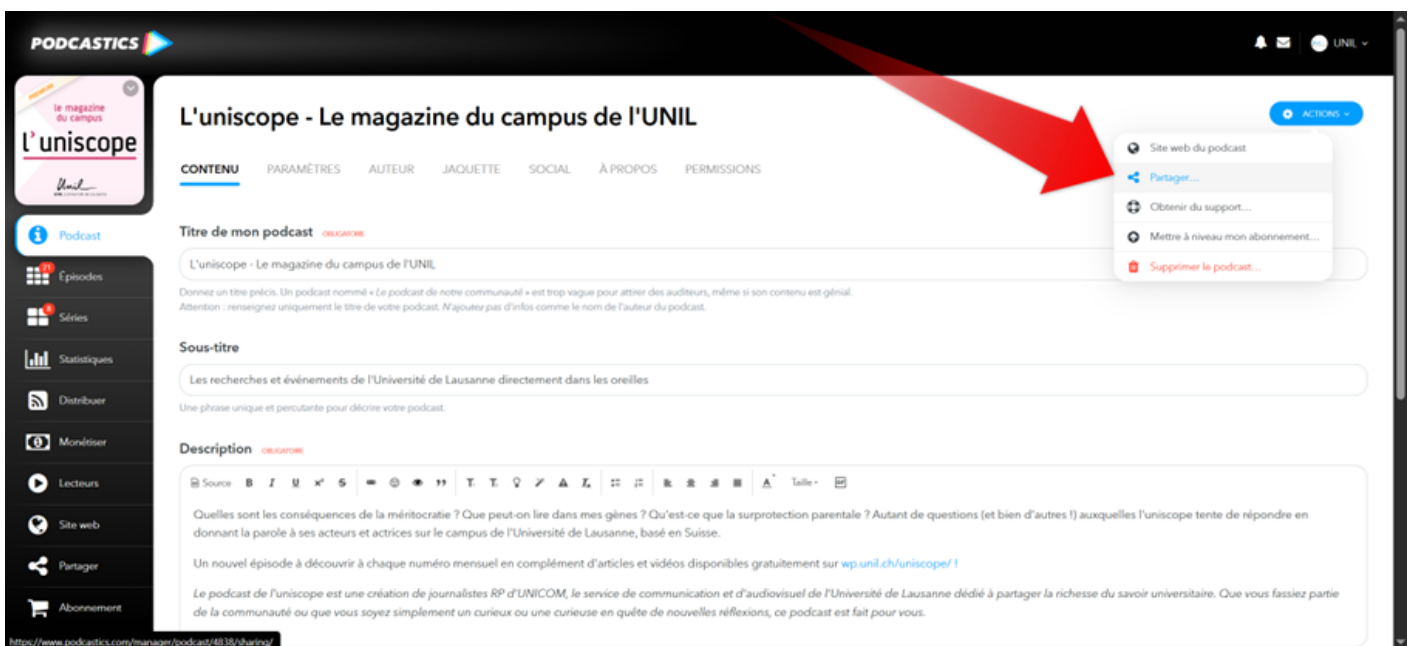 PODCASTICS
UNIL
PREMIUM
le magazine
du campus
l'uniscope
Unil
L'uniscope - Le magazine du campus de l'UNIL
ACTIONS
Site web du podcast
Partager...
Obtenir du support...
Mettre à niveau mon abonnement...
Supprimer le podcast...
CONTENU PARAMÈTRES AUTEUR JAQUETTE SOCIAL À PROPOS PERMISSIONS
Podcast
21
Épisodes
Séries
Statistiques
Distribuer
Monétiser
Lecteurs
Site web
Partager
Abonnement
Titre de mon podcast OBLIGATOIRE
L'uniscope - Le magazine du campus de l'UNIL
Donnez un titre précis. Un podcast nommé « Le podcast de notre communauté » est trop vague pour attirer des auditeurs, même si son contenu est génial.
Attention : renseignez uniquement le titre de votre podcast. N'ajoutez pas d'infos comme le nom de l'auteur du podcast.
Sous-titre
Les recherches et événements de l'Université de Lausanne directement dans les oreilles
Une phrase unique et percutante pour décrire votre podcast.
Description OBLIGATOIRE
Source B I U x² S T. T. A Taille
Quelles sont les conséquences de la méritocratie ? Que peut-on lire dans mes gènes ? Qu'est-ce que la surprotection parentale ? Autant de questions (et bien d'autres !) auxquelles l'uniscope tente de répondre en
donnant la parole à ses acteurs et actrices sur le campus de l'Université de Lausanne, basé en Suisse.
Un nouvel épisode à découvrir à chaque numéro mensuel en complément d'articles et vidéos disponibles gratuitement sur wp.unil.ch/uniscope/ !
Le podcast de l'uniscope est une création de journalistes RP d'UNICOM, le service de communication et d'audiovisuel de l'Université de Lausanne dédié à partager la richesse du savoir universitaire. Que vous fassiez partie
de la communauté ou que vous soyez simplement un curieux ou une curieuse en quête de nouvelles réflexions, ce podcast est fait pour vous.
https://www.podcastics.com/manager/podcast/4838/sharing/